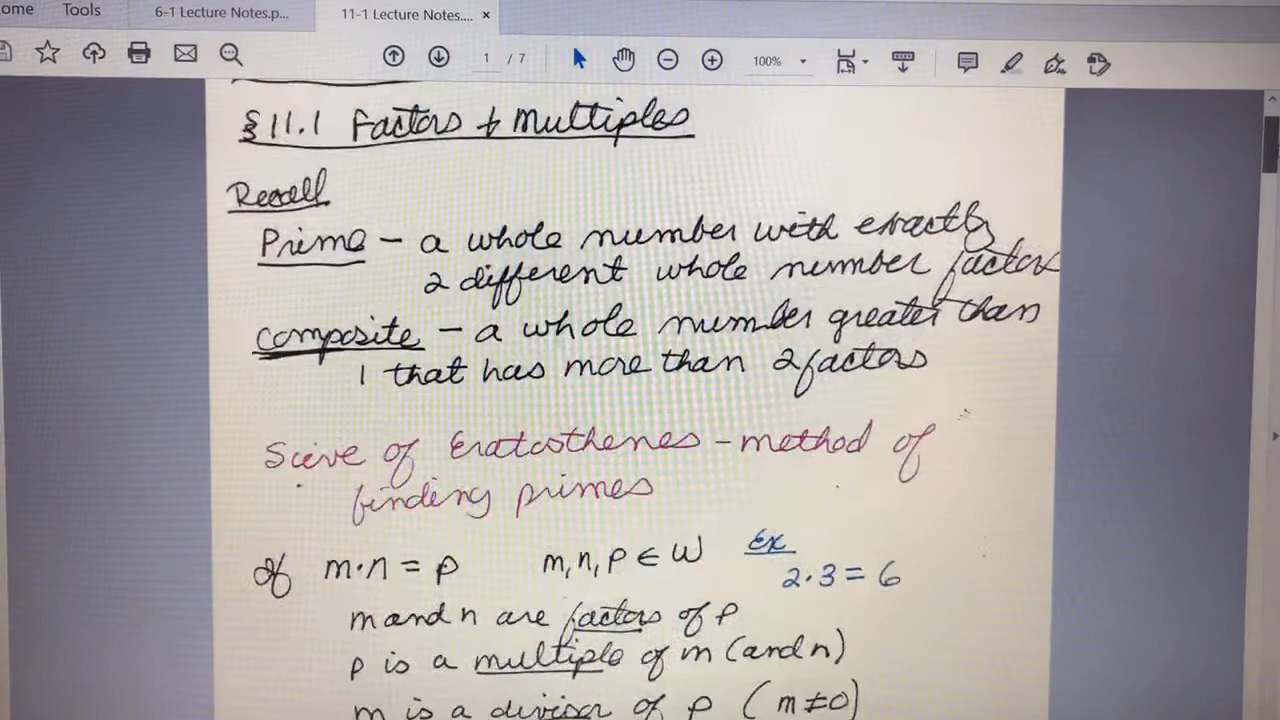 ome Tools 6-1 Lecture Notes.p... 11-1 Lecture Notes.... ×
1 / 7 100%
§11.1 Factors + Multiples
Recall
Prime – a whole number with exactly
2 different whole number factors
Composite – a whole number greater than
1 that has more than 2 factors
Sieve of Eratosthenes – method of
finding primes
If m·n = p m,n,p ∈ W Ex
2·3 = 6
m and n are factors of p
p is a multiple of m (and n)
m is a divisor of p (m≠0)